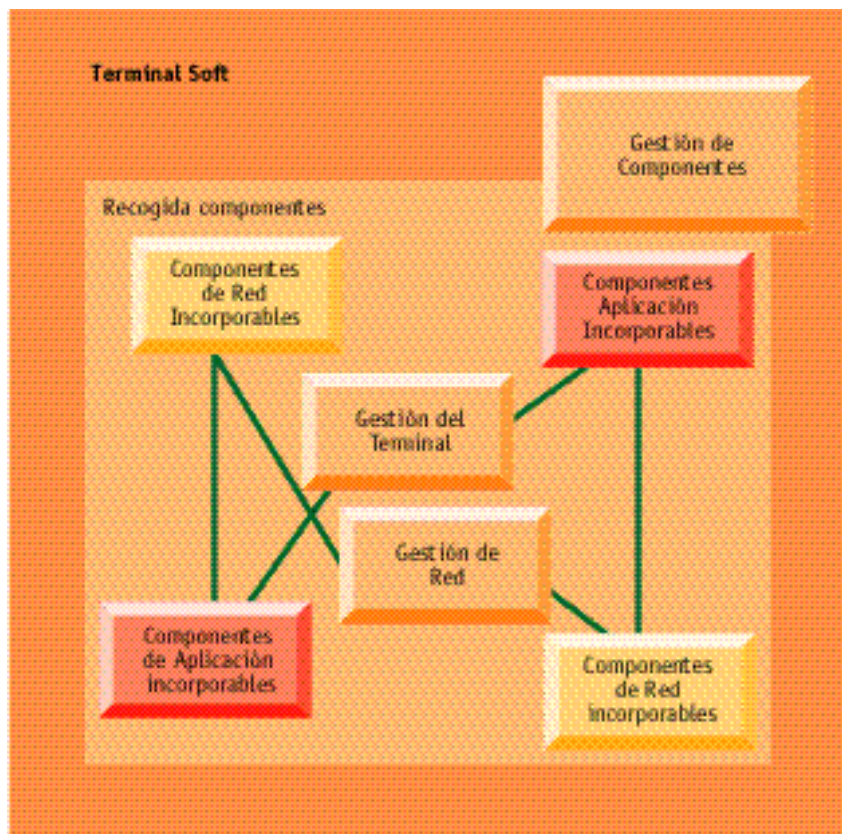 Terminal Soft
Gestión de
Componentes
Recogida componentes
Componentes
de Red
Incorporables
Componentes
Aplicación
Incorporables
Gestión del
Terminal
Gestión de
Red
Componentes
de Aplicación
incorporables
Componentes
de Red
incorporables